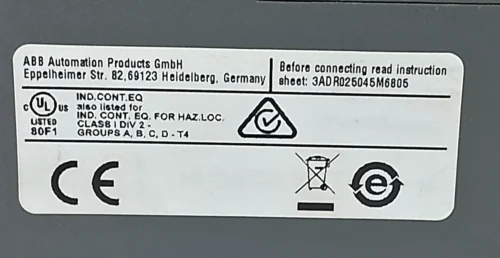 ABB Automation Products GmbH
Eppelheimer Str. 82,69123 Heidelberg, Germany
Before connecting read instruction
sheet: 3ADR025045M6805
C UL US
LISTED
80F1
IND.CONT.EQ
also listed for
IND. CONT. EQ. FOR HAZ.LOC.
CLASS I DIV 2 -
GROUPS A, B, C, D - T4
CE
e